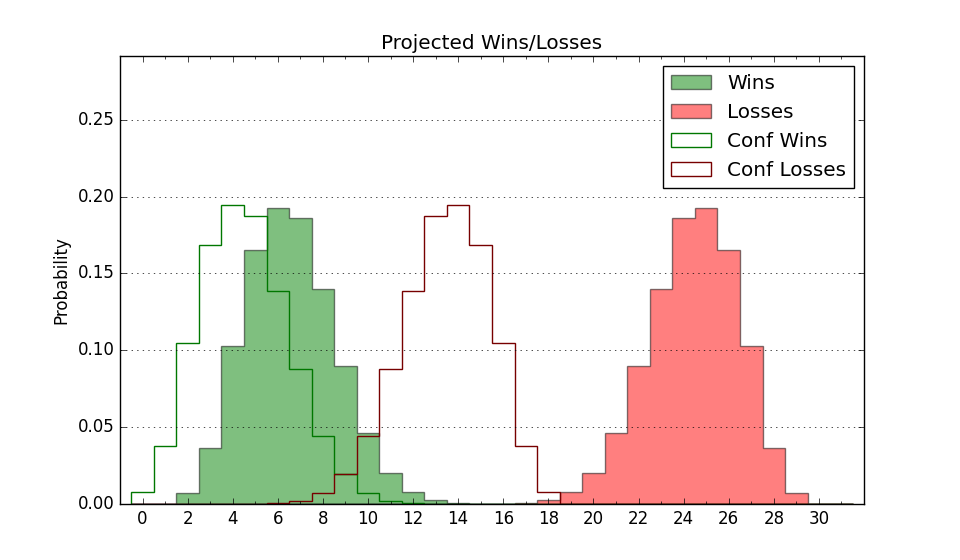 Projected Wins/Losses
Wins
Losses
Conf Wins
Conf Losses
Probability
0.25
0.20
0.15
0.10
0.05
0.00
0 2 4 6 8 10 12 14 16 18 20 22 24 26 28 30